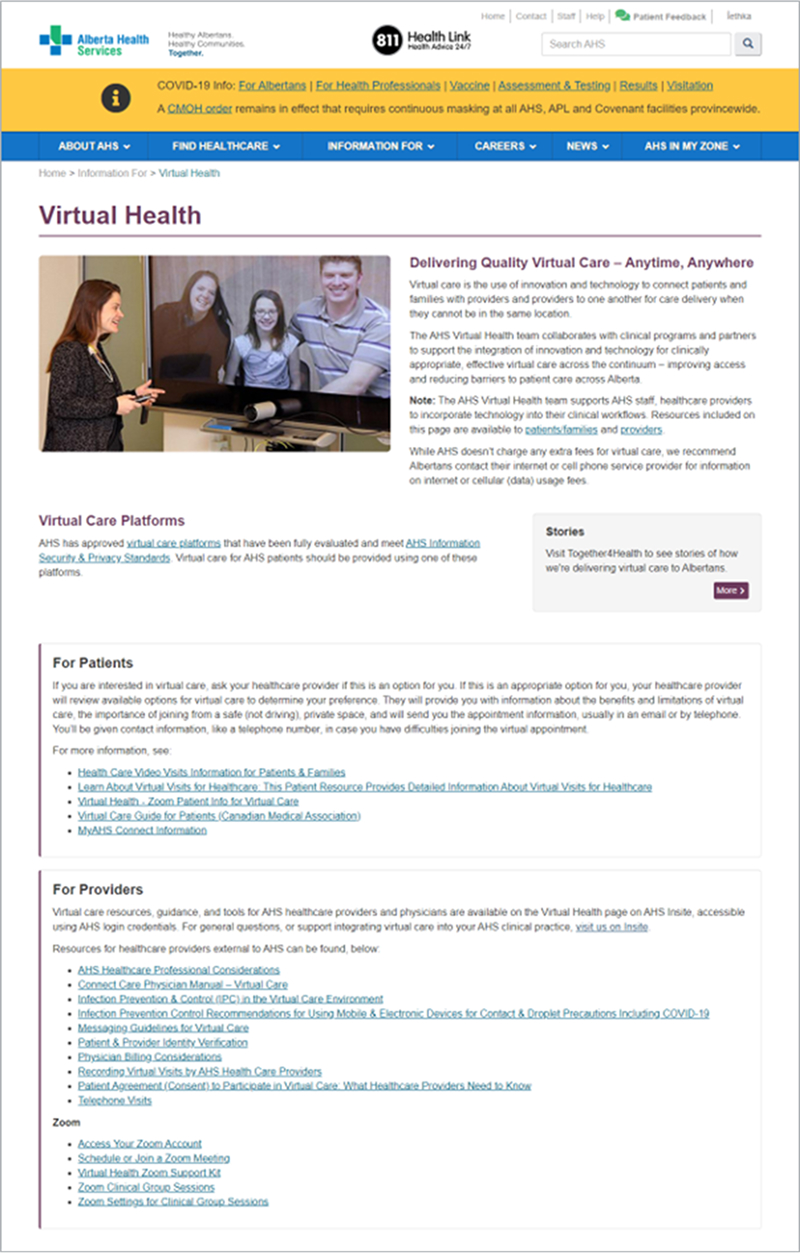 Home | Contact | Staff | Help | Patient Feedback |
Alberta Health
Services
Healthy Albertans.
Healthy Communities.
Together.
811 Health Link
Health Advice 24/7
Search AHS
COVID-19 Info: For Albertans | For Health Professionals | Vaccine | Assessment & Testing | Results | Visitation
A CMOH order remains in effect that requires continuous masking at all AHS, APL and Covenant facilities provincewide.
ABOUT AHS FIND HEALTHCARE INFORMATION FOR CAREERS NEWS AHS IN MY ZONE
Home > Information For > Virtual Health
Virtual Health
Delivering Quality Virtual Care – Anytime, Anywhere
Virtual care is the use of innovation and technology to connect patients and
families with providers and providers to one another for care delivery when
they cannot be in the same location.
The AHS Virtual Health team collaborates with clinical programs and partners
to support the integration of innovation and technology for clinically
appropriate, effective virtual care across the continuum – improving access
and reducing barriers to patient care across Alberta.
Note: The AHS Virtual Health team supports AHS staff, healthcare providers
to incorporate technology into their clinical workflows. Resources included on
this page are available to patients/families and providers.
While AHS doesn't charge any extra fees for virtual care, we recommend
Albertans contact their internet or cell phone service provider for information
on internet or cellular (data) usage fees.
Virtual Care Platforms
AHS has approved virtual care platforms that have been fully evaluated and meet AHS Information
Security & Privacy Standards. Virtual care for AHS patients should be provided using one of these
platforms.
Stories
Visit Together4Health to see stories of how
we're delivering virtual care to Albertans.
More >
For Patients
If you are interested in virtual care, ask your healthcare provider if this is an option for you. If this is an appropriate option for you, your healthcare provider
will review available options for virtual care to determine your preference. They will provide you with information about the benefits and limitations of virtual
care, the importance of joining from a safe (not driving), private space, and will send you the appointment information, usually in an email or by telephone.
You'll be given contact information, like a telephone number, in case you have difficulties joining the virtual appointment.
For more information, see:
• Health Care Video Visits Information for Patients & Families
• Learn About Virtual Visits for Healthcare: This Patient Resource Provides Detailed Information About Virtual Visits for Healthcare
• Virtual Health - Zoom Patient Info for Virtual Care
• Virtual Care Guide for Patients (Canadian Medical Association)
• MyAHS Connect Information
For Providers
Virtual care resources, guidance, and tools for AHS healthcare providers and physicians are available on the Virtual Health page on AHS Insite, accessible
using AHS login credentials. For general questions, or support integrating virtual care into your AHS clinical practice, visit us on Insite.
Resources for healthcare providers external to AHS can be found, below:
• AHS Healthcare Professional Considerations
• Connect Care Physician Manual – Virtual Care
• Infection Prevention & Control (IPC) in the Virtual Care Environment
• Infection Prevention Control Recommendations for Using Mobile & Electronic Devices for Contact & Droplet Precautions Including COVID-19
• Messaging Guidelines for Virtual Care
• Patient & Provider Identity Verification
• Physician Billing Considerations
• Recording Virtual Visits by AHS Health Care Providers
• Patient Agreement (Consent) to Participate in Virtual Care: What Healthcare Providers Need to Know
• Telephone Visits
Zoom
• Access Your Zoom Account
• Schedule or Join a Zoom Meeting
• Virtual Health Zoom Support Kit
• Zoom Clinical Group Sessions
• Zoom Settings for Clinical Group Sessions